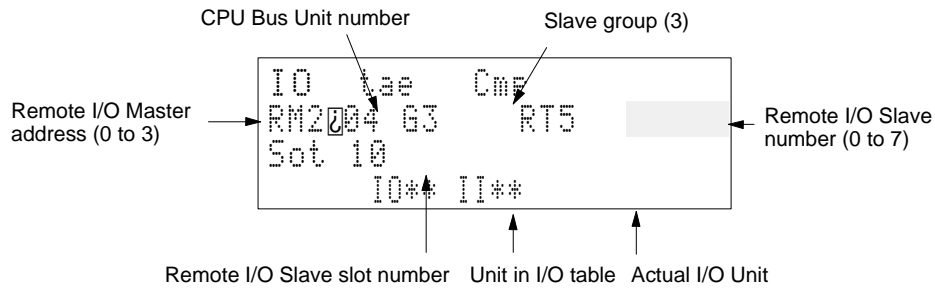 CPU Bus Unit number
Slave group (3)
IO tae Cmp
Remote I/O Master
address (0 to 3)
RM2¿04 G3 RT5
Remote I/O Slave
number (0 to 7)
Sot 10
IO** II**
Remote I/O Slave slot number
Unit in I/O table
Actual I/O Unit